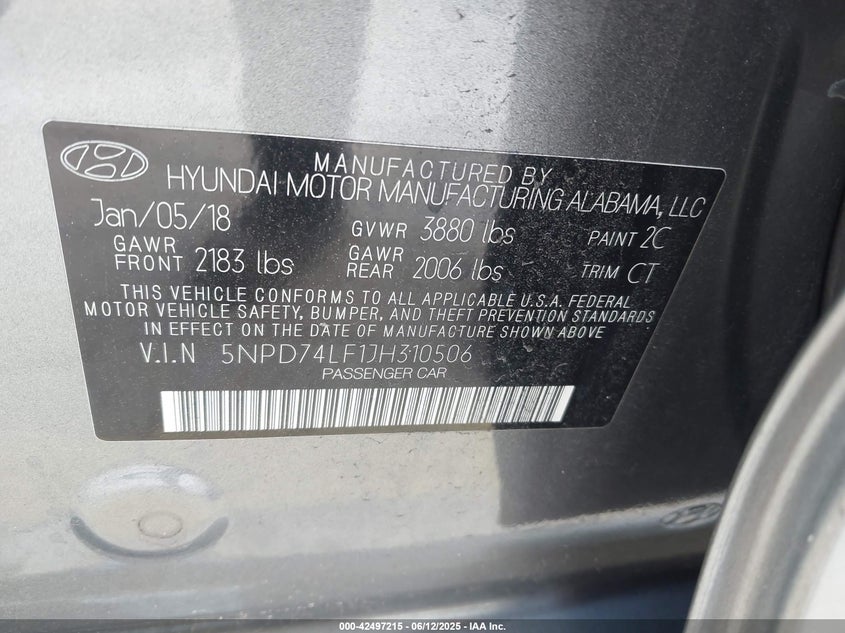 MANUFACTURED BY
HYUNDAI MOTOR MANUFACTURING ALABAMA, LLC
Jan/05/18 GVWR 3880 lbs PAINT 2C
GAWR FRONT 2183 lbs GAWR REAR 2006 lbs TRIM CT
THIS VEHICLE CONFORMS TO ALL APPLICABLE U.S.A. FEDERAL
MOTOR VEHICLE SAFETY, BUMPER, AND THEFT PREVENTION STANDARDS
IN EFFECT ON THE DATE OF MANUFACTURE SHOWN ABOVE
V.I.N 5NPD74LF1JH310506
PASSENGER CAR
000-42497215 - 06/12/2025 - IAA Inc.